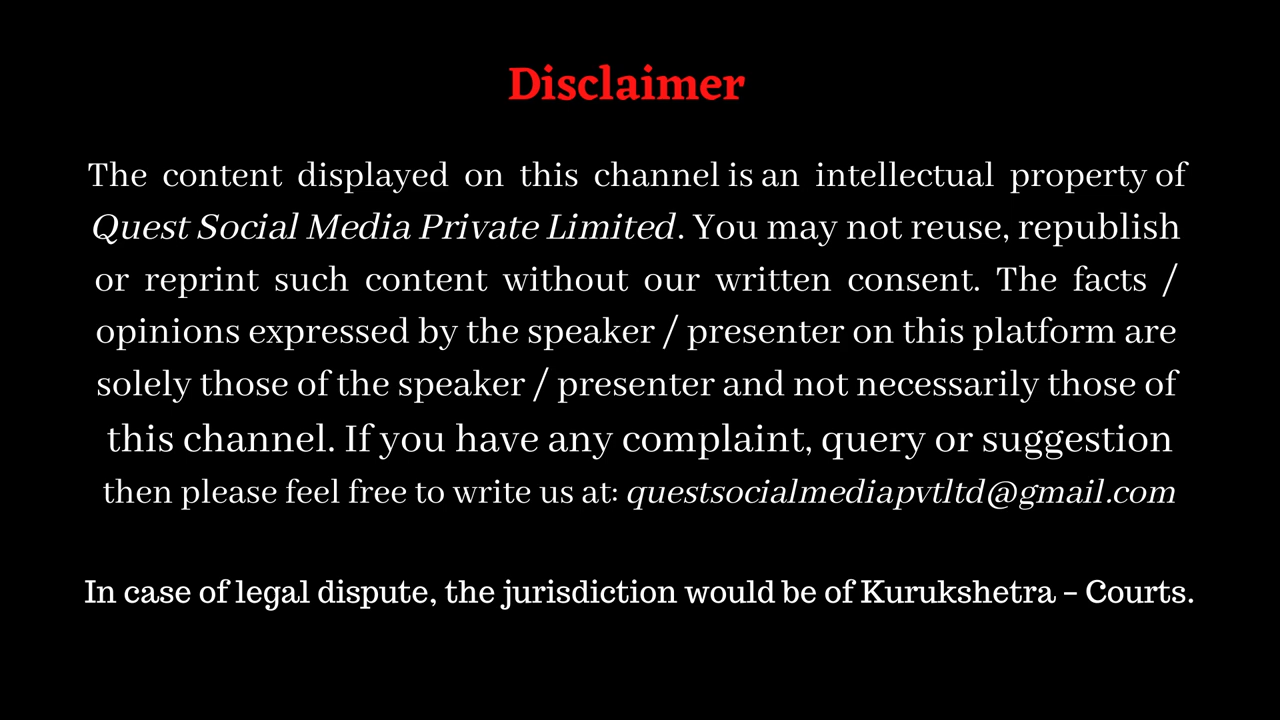 Disclaimer
The content displayed on this channel is an intellectual property of
Quest Social Media Private Limited. You may not reuse, republish
or reprint such content without our written consent. The facts /
opinions expressed by the speaker / presenter on this platform are
solely those of the speaker / presenter and not necessarily those of
this channel. If you have any complaint, query or suggestion
then please feel free to write us at: questsocialmediapvtltd@gmail.com
In case of legal dispute, the jurisdiction would be of Kurukshetra – Courts.